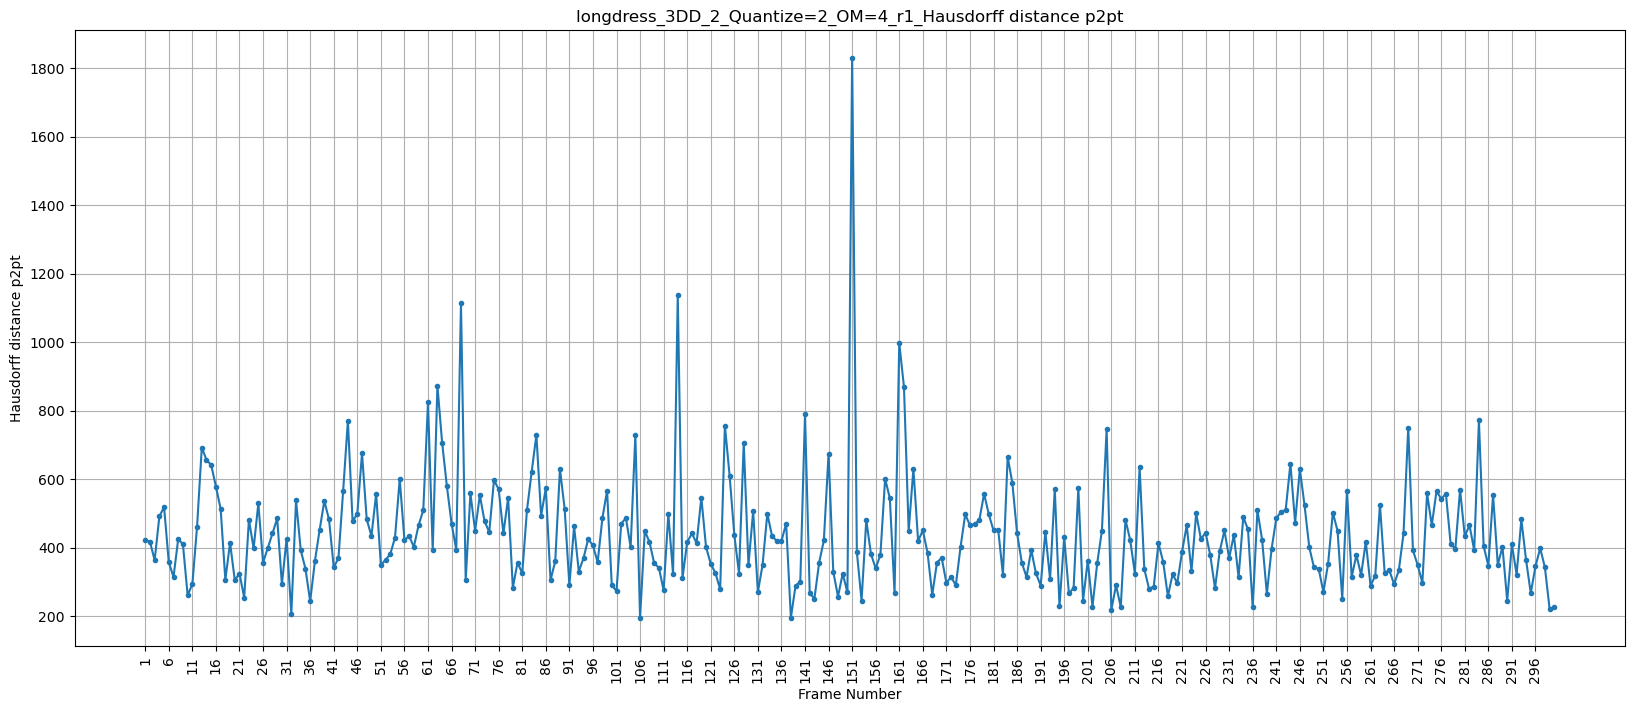 longdress_3DD_2_Quantize=2_OM=4_r1_Hausdorff distance p2pt
Hausdorff distance p2pt
1800
1600
1400
1200
1000
800
600
400
200
1 6 11 16 21 26 31 36 41 46 51 56 61 66 71 76 81 86 91 96 101 106 111 116 121 126 131 136 141 146 151 156 161 166 171 176 181 186 191 196 201 206 211 216 221 226 231 236 241 246 251 256 261 266 271 276 281 286 291 296
Frame Number